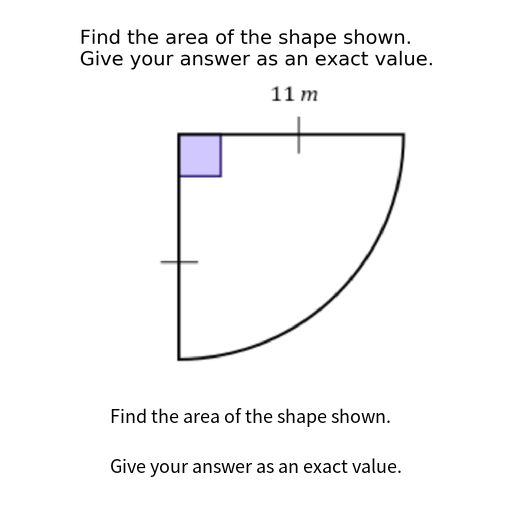 Find the area of the shape shown.
Give your answer as an exact value.
11 m
Find the area of the shape shown.
Give your answer as an exact value.